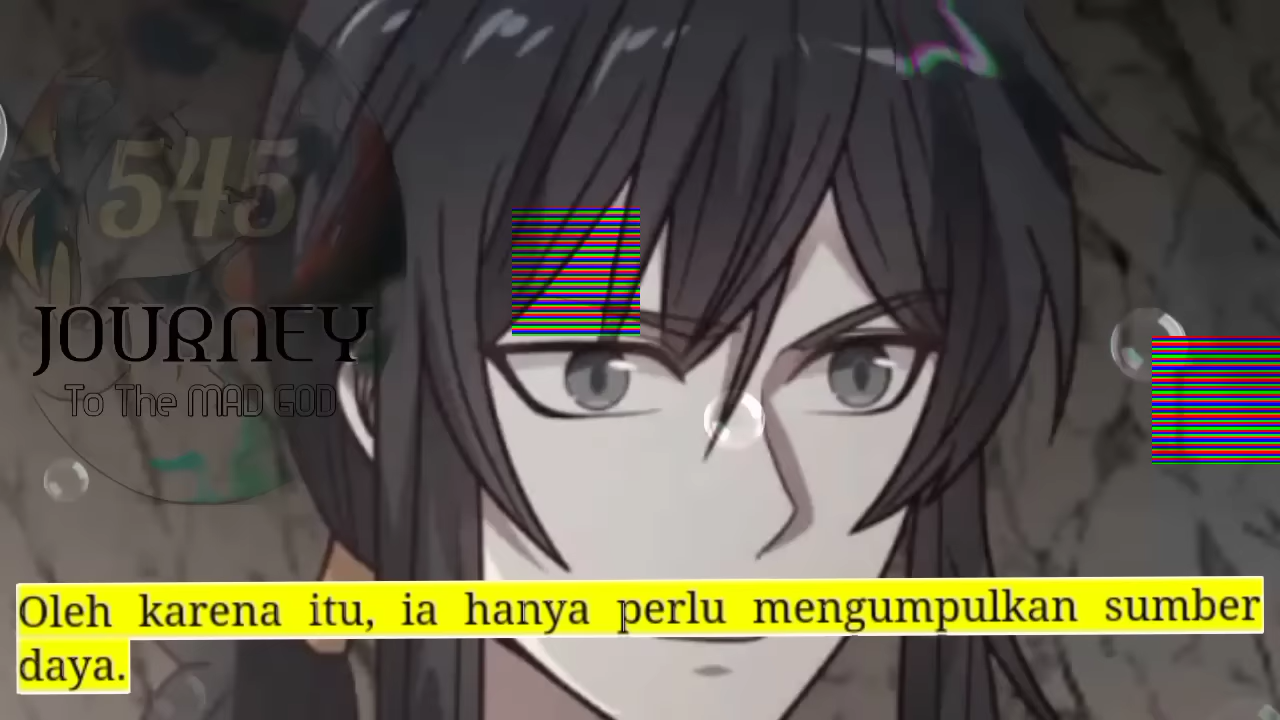 545
JOURNEY
To The MAD GOD
Oleh karena itu, ia hanya perlu mengumpulkan sumber
daya.